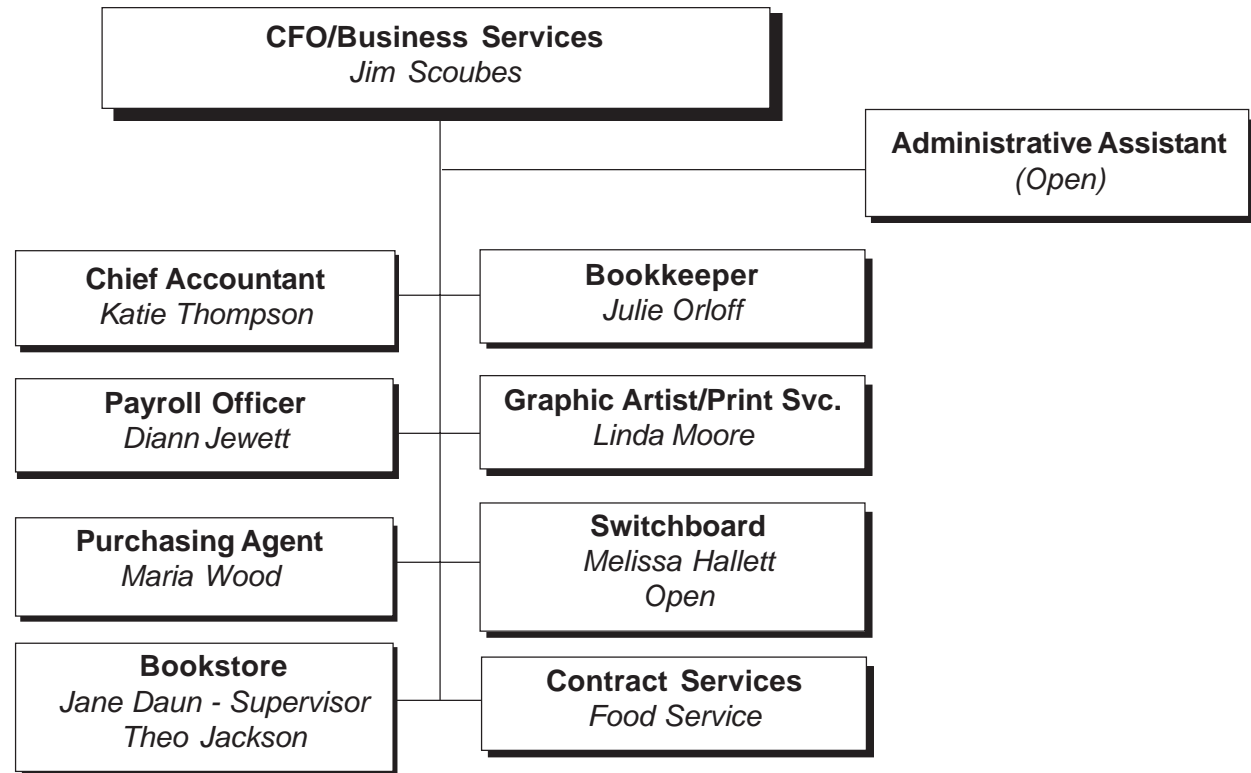 CFO/Business Services
Jim Scoubes
Administrative Assistant
(Open)
Chief Accountant
Katie Thompson
Bookkeeper
Julie Orloff
Payroll Officer
Diann Jewett
Graphic Artist/Print Svc.
Linda Moore
Purchasing Agent
Maria Wood
Switchboard
Melissa Hallett
Open
Bookstore
Jane Daun - Supervisor
Theo Jackson
Contract Services
Food Service